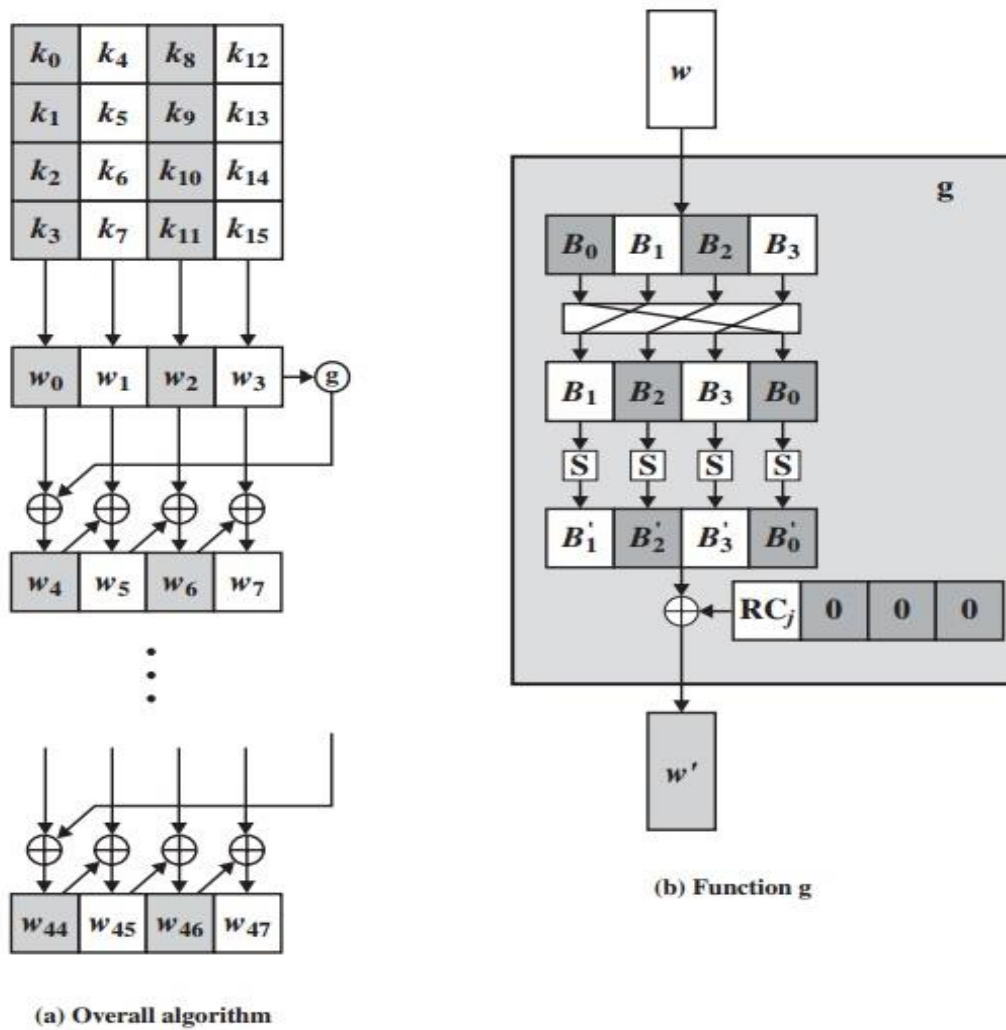 k₀ k₄ k₈ k₁₂
k₁ k₅ k₉ k₁₃
k₂ k₆ k₁₀ k₁₄
k₃ k₇ k₁₁ k₁₅
w₀ w₁ w₂ w₃ g
w₄ w₅ w₆ w₇
w₄₄ w₄₅ w₄₆ w₄₇
(a) Overall algorithm
w
g
B₀ B₁ B₂ B₃
B₁ B₂ B₃ B₀
S S S S
B′₁ B′₂ B′₃ B′₀
RCⱼ 0 0 0
w′
(b) Function g